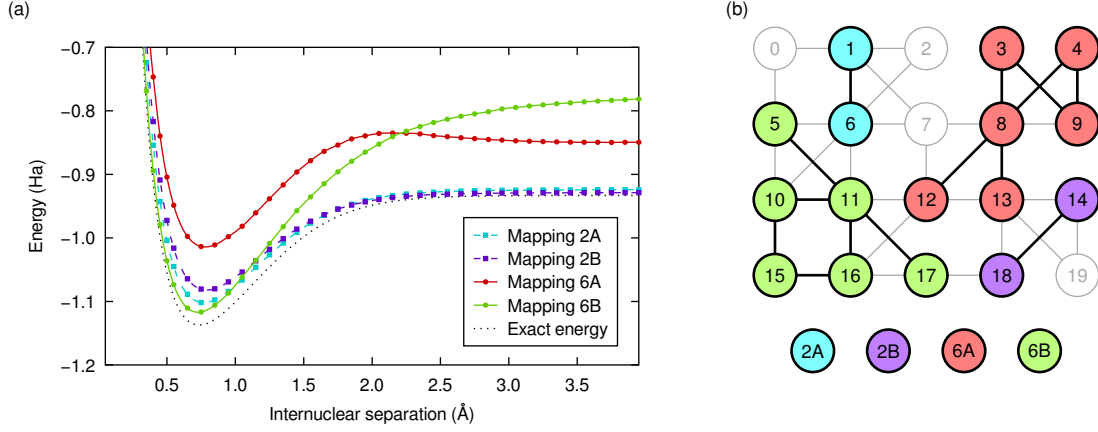 (a)
−0.7
−0.8
−0.9
−1.0
−1.1
−1.2
Energy (Ha)
0.5 1.0 1.5 2.0 2.5 3.0 3.5
Internuclear separation (Å)
Mapping 2A
Mapping 2B
Mapping 6A
Mapping 6B
Exact energy
(b)
0 1 2 3 4
5 6 7 8 9
10 11 12 13 14
15 16 17 18 19
2A 2B 6A 6B